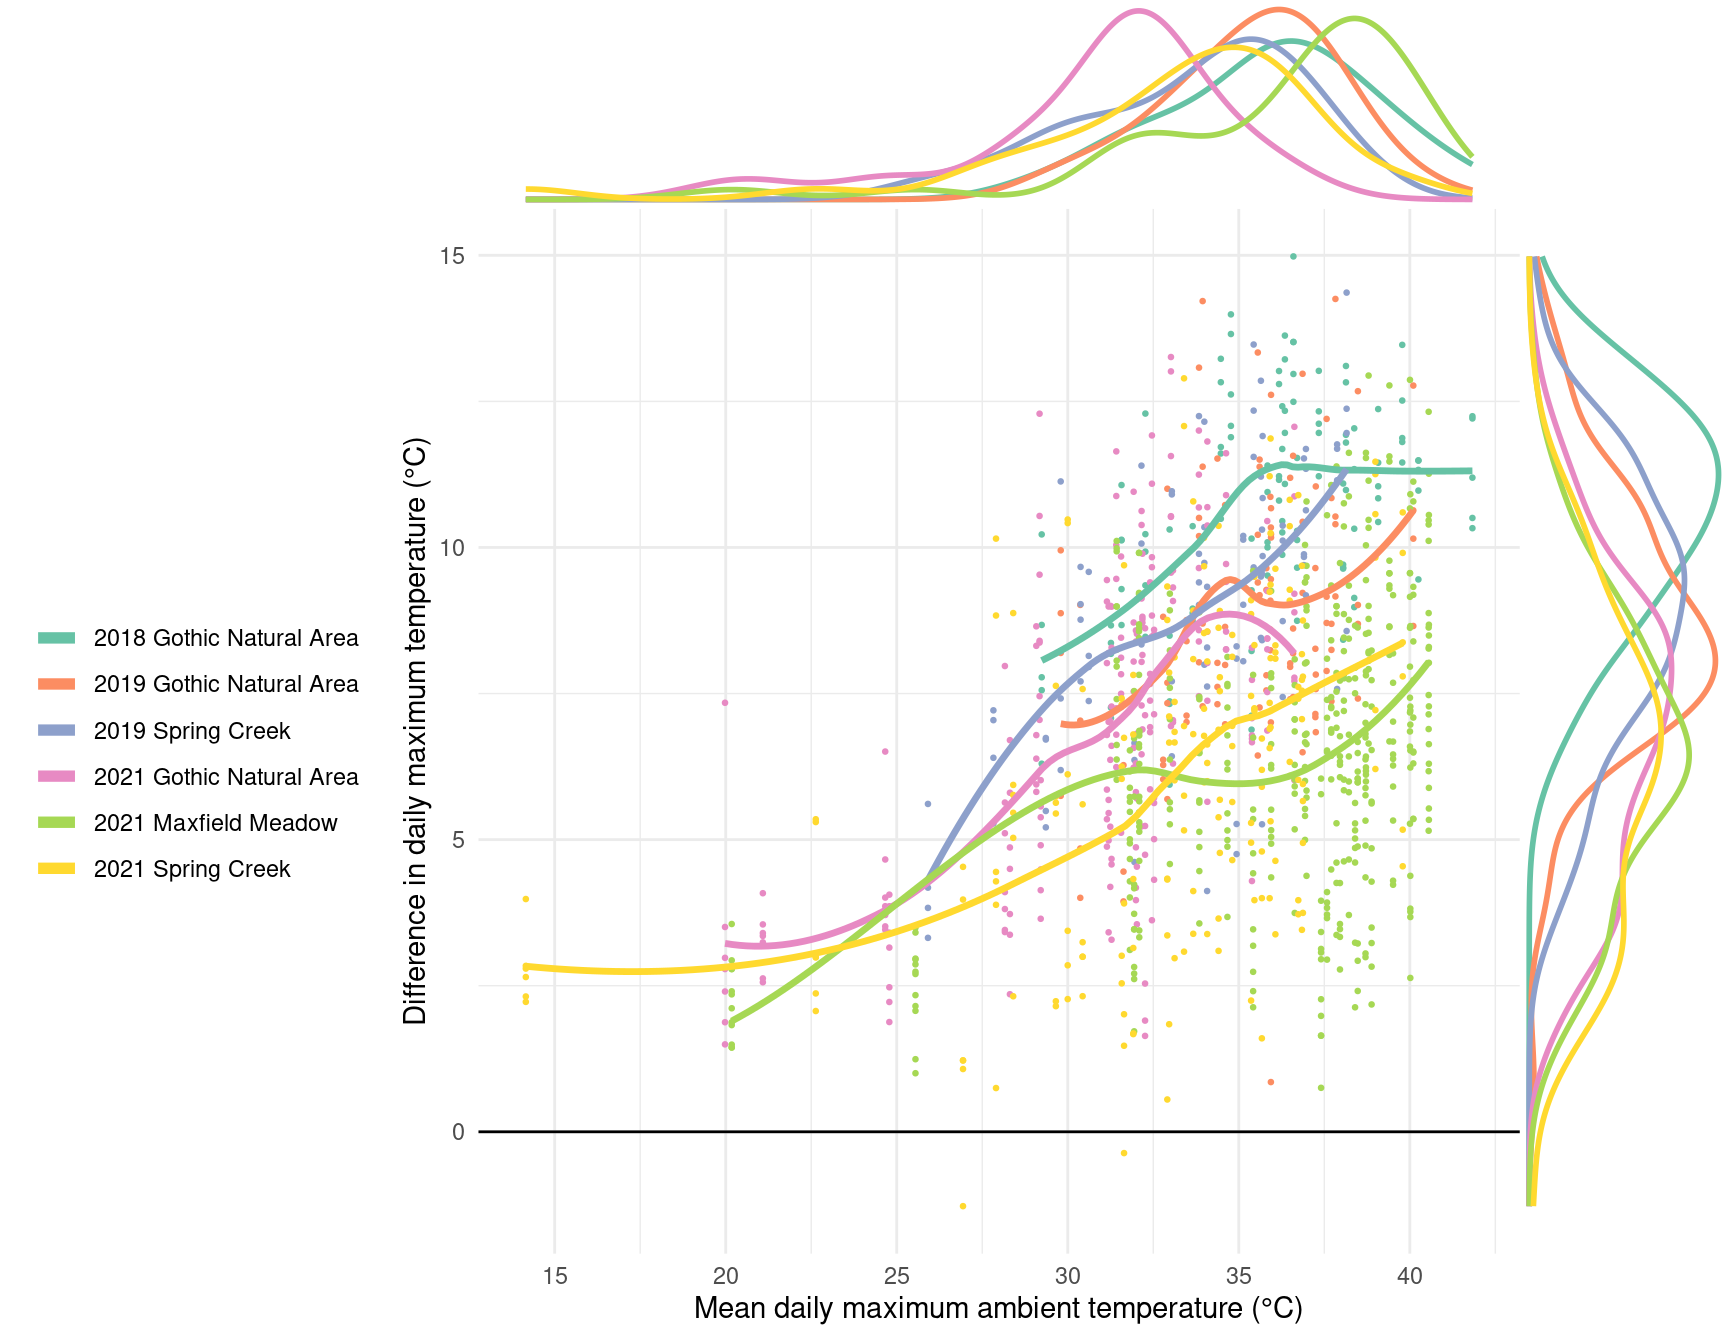 15
10
5
0
Difference in daily maximum temperature (°C)
2018 Gothic Natural Area
2019 Gothic Natural Area
2019 Spring Creek
2021 Gothic Natural Area
2021 Maxfield Meadow
2021 Spring Creek
15 20 25 30 35 40
Mean daily maximum ambient temperature (°C)